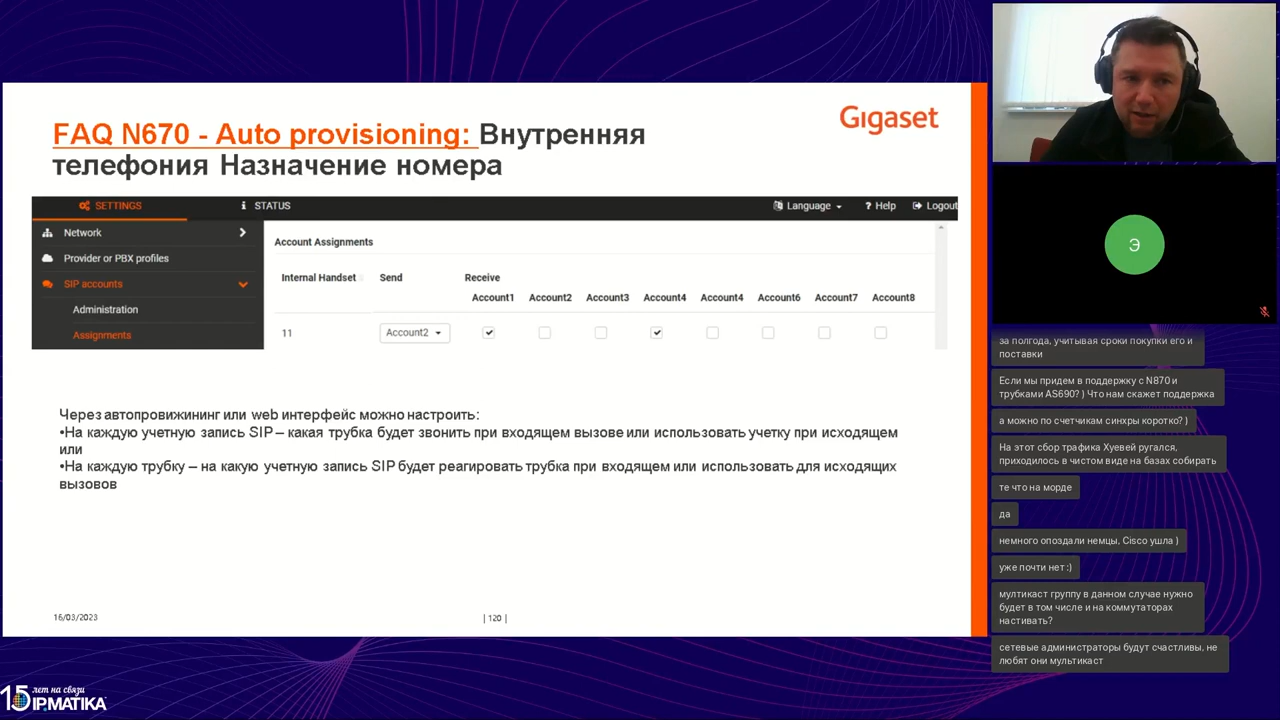 FAQ N670 - Auto provisioning: Внутренняя
телефония Назначение номера
Gigaset
SETTINGS
STATUS
Language
? Help
Logout
Network
Provider or PBX profiles
SIP accounts
Administration
Assignments
Account Assignments
Internal Handset Send Receive
Account1 Account2 Account3 Account4 Account4 Account6 Account7 Account8
11 Account2
Через автопровижининг или web интерфейс можно настроить:
•На каждую учетную запись SIP – какая трубка будет звонить при входящем вызове или использовать учетку при исходящем
или
•На каждую трубку – на какую учетную запись SIP будет реагировать трубка при входящем или использовать для исходящих
вызовов
16/03/2023
| 120 |
15 лет на связи
IPMATIKA
Э
за полгода, учитывая сроки покупки его и
поставки
Если мы придем в поддержку с N870 и
трубками AS690? ) Что нам скажет поддержка
а можно по счетчикам синхры коротко? )
На этот сбор трафика Хуевей ругался,
приходилось в чистом виде на базах собирать
те что на морде
да
немного опоздали немцы, Cisco ушла )
уже почти нет :)
мултикаст группу в данном случае нужно
будет в том числе и на коммутаторах
настивать?
сетевые администраторы будут счастливы, не
любят они мультикаст